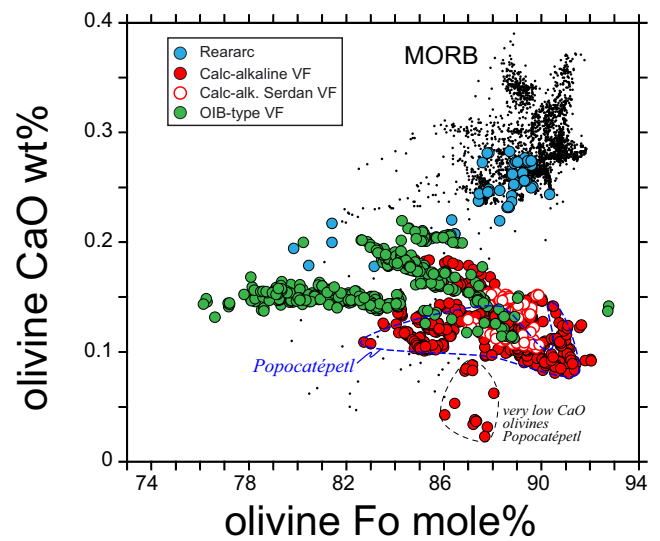 0.4
0.3
0.2
0.1
0
olivine CaO wt%
Reararc
Calc-alkaline VF
Calc-alk. Serdan VF
OIB-type VF
MORB
Popocatépetl
very low CaO
olivines
Popocatépetl
74 78 82 86 90 94
olivine Fo mole%